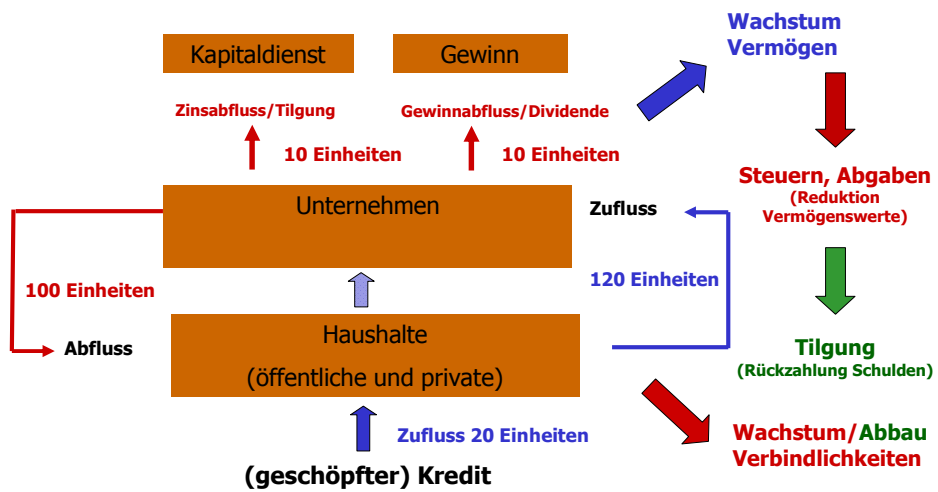 Kapitaldienst
Gewinn
Wachstum
Vermögen
Zinsabfluss/Tilgung
Gewinnabfluss/Dividende
10 Einheiten
10 Einheiten
Steuern, Abgaben
(Reduktion
Vermögenswerte)
Unternehmen
Zufluss
100 Einheiten
120 Einheiten
Abfluss
Haushalte
(öffentliche und private)
Tilgung
(Rückzahlung Schulden)
Zufluss 20 Einheiten
Wachstum/Abbau
Verbindlichkeiten
(geschöpfter) Kredit